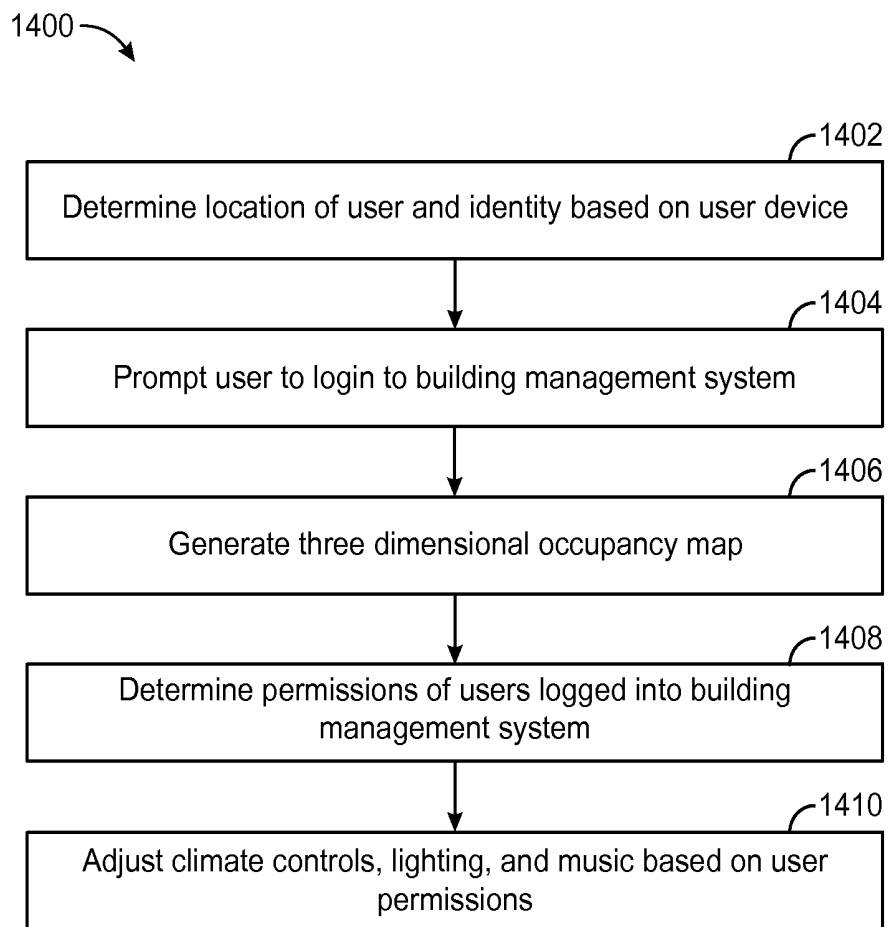 1400
1402
Determine location of user and identity based on user device
1404
Prompt user to login to building management system
1406
Generate three dimensional occupancy map
1408
Determine permissions of users logged into building
management system
1410
Adjust climate controls, lighting, and music based on user
permissions